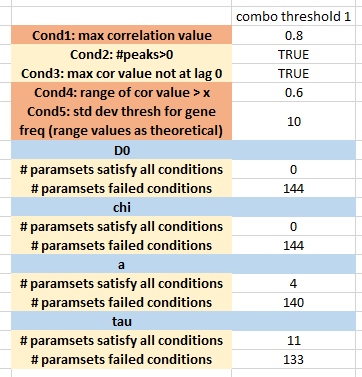 combo threshold 1
Cond1: max correlation value 0.8
Cond2: #peaks>0 TRUE
Cond3: max cor value not at lag 0 TRUE
Cond4: range of cor value > x 0.6
Cond5: std dev thresh for gene
freq (range values as theoretical) 10
D0
# paramsets satisfy all conditions 0
# paramsets failed conditions 144
chi
# paramsets satisfy all conditions 0
# paramsets failed conditions 144
a
# paramsets satisfy all conditions 4
# paramsets failed conditions 140
tau
# paramsets satisfy all conditions 11
# paramsets failed conditions 133